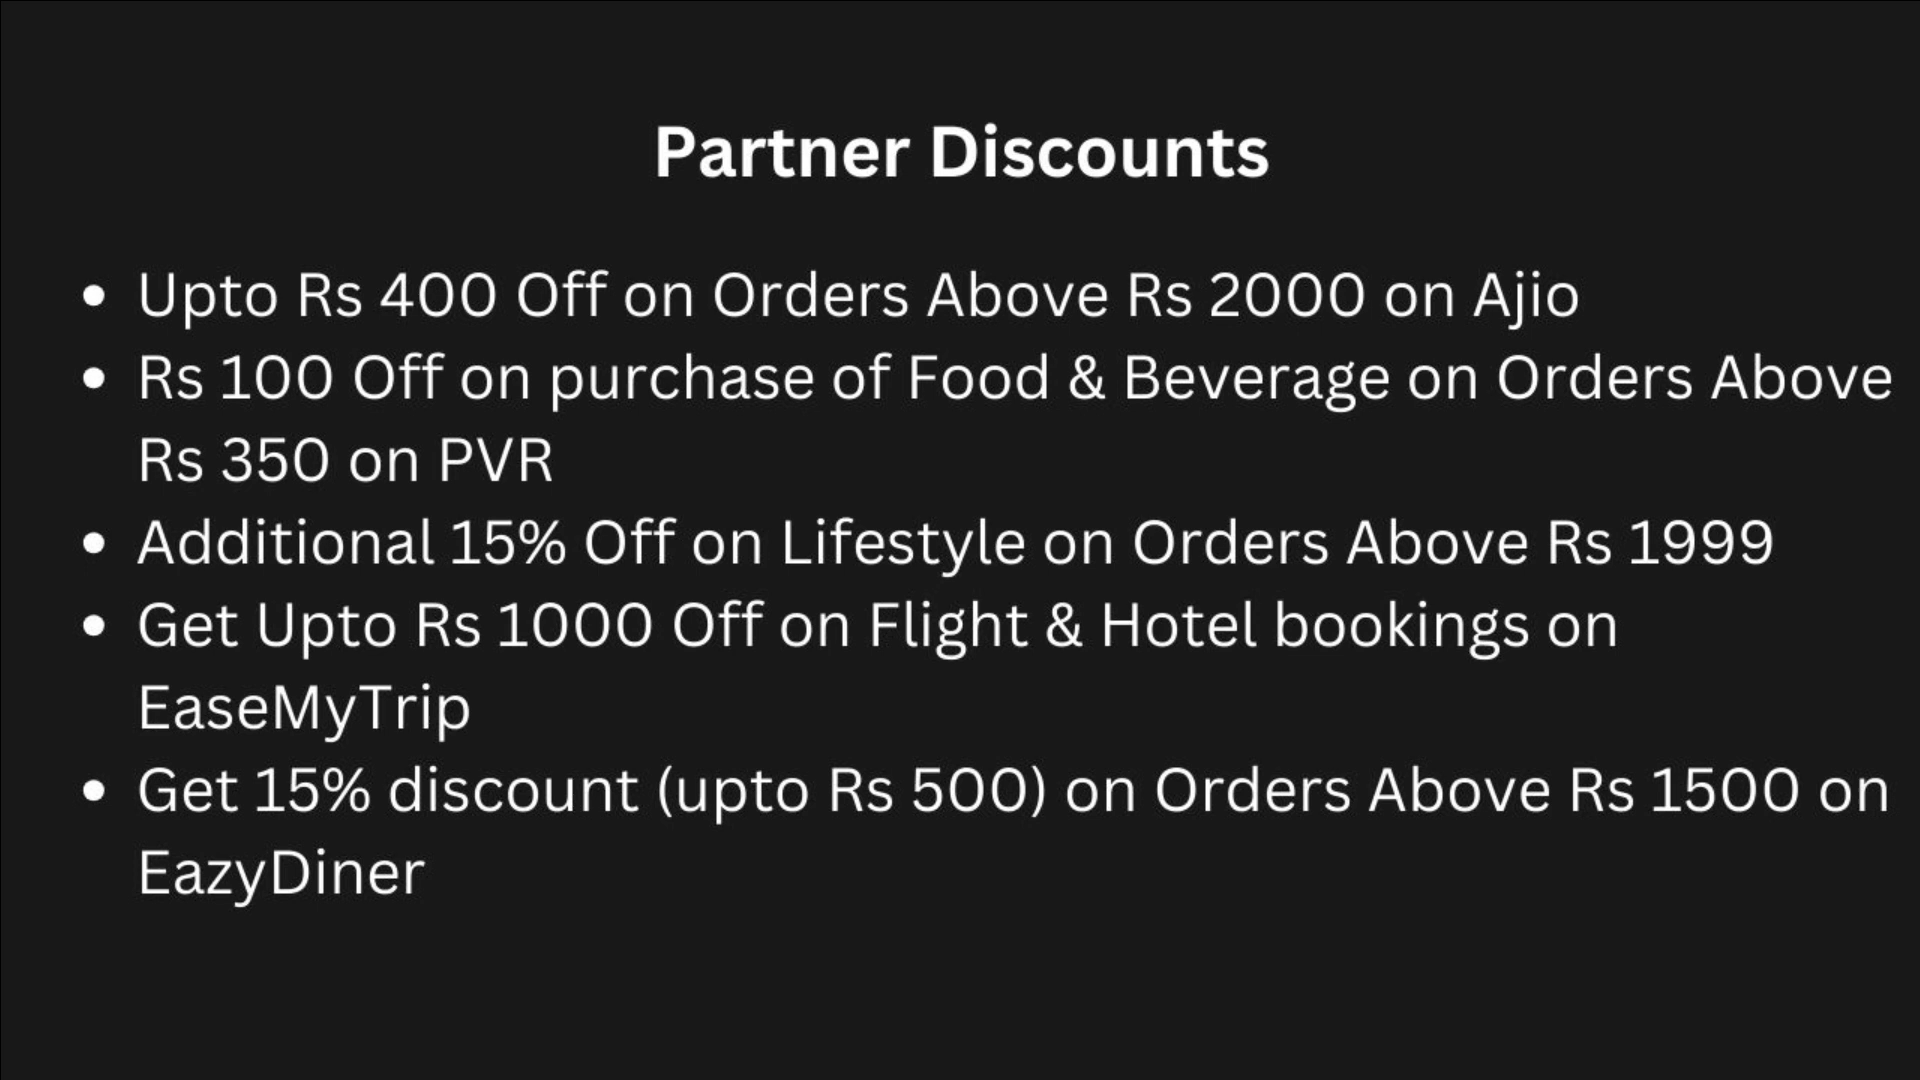 Partner Discounts
• Upto Rs 400 Off on Orders Above Rs 2000 on Ajio
• Rs 100 Off on purchase of Food & Beverage on Orders Above
Rs 350 on PVR
• Additional 15% Off on Lifestyle on Orders Above Rs 1999
• Get Upto Rs 1000 Off on Flight & Hotel bookings on
EaseMyTrip
• Get 15% discount (upto Rs 500) on Orders Above Rs 1500 on
EazyDiner